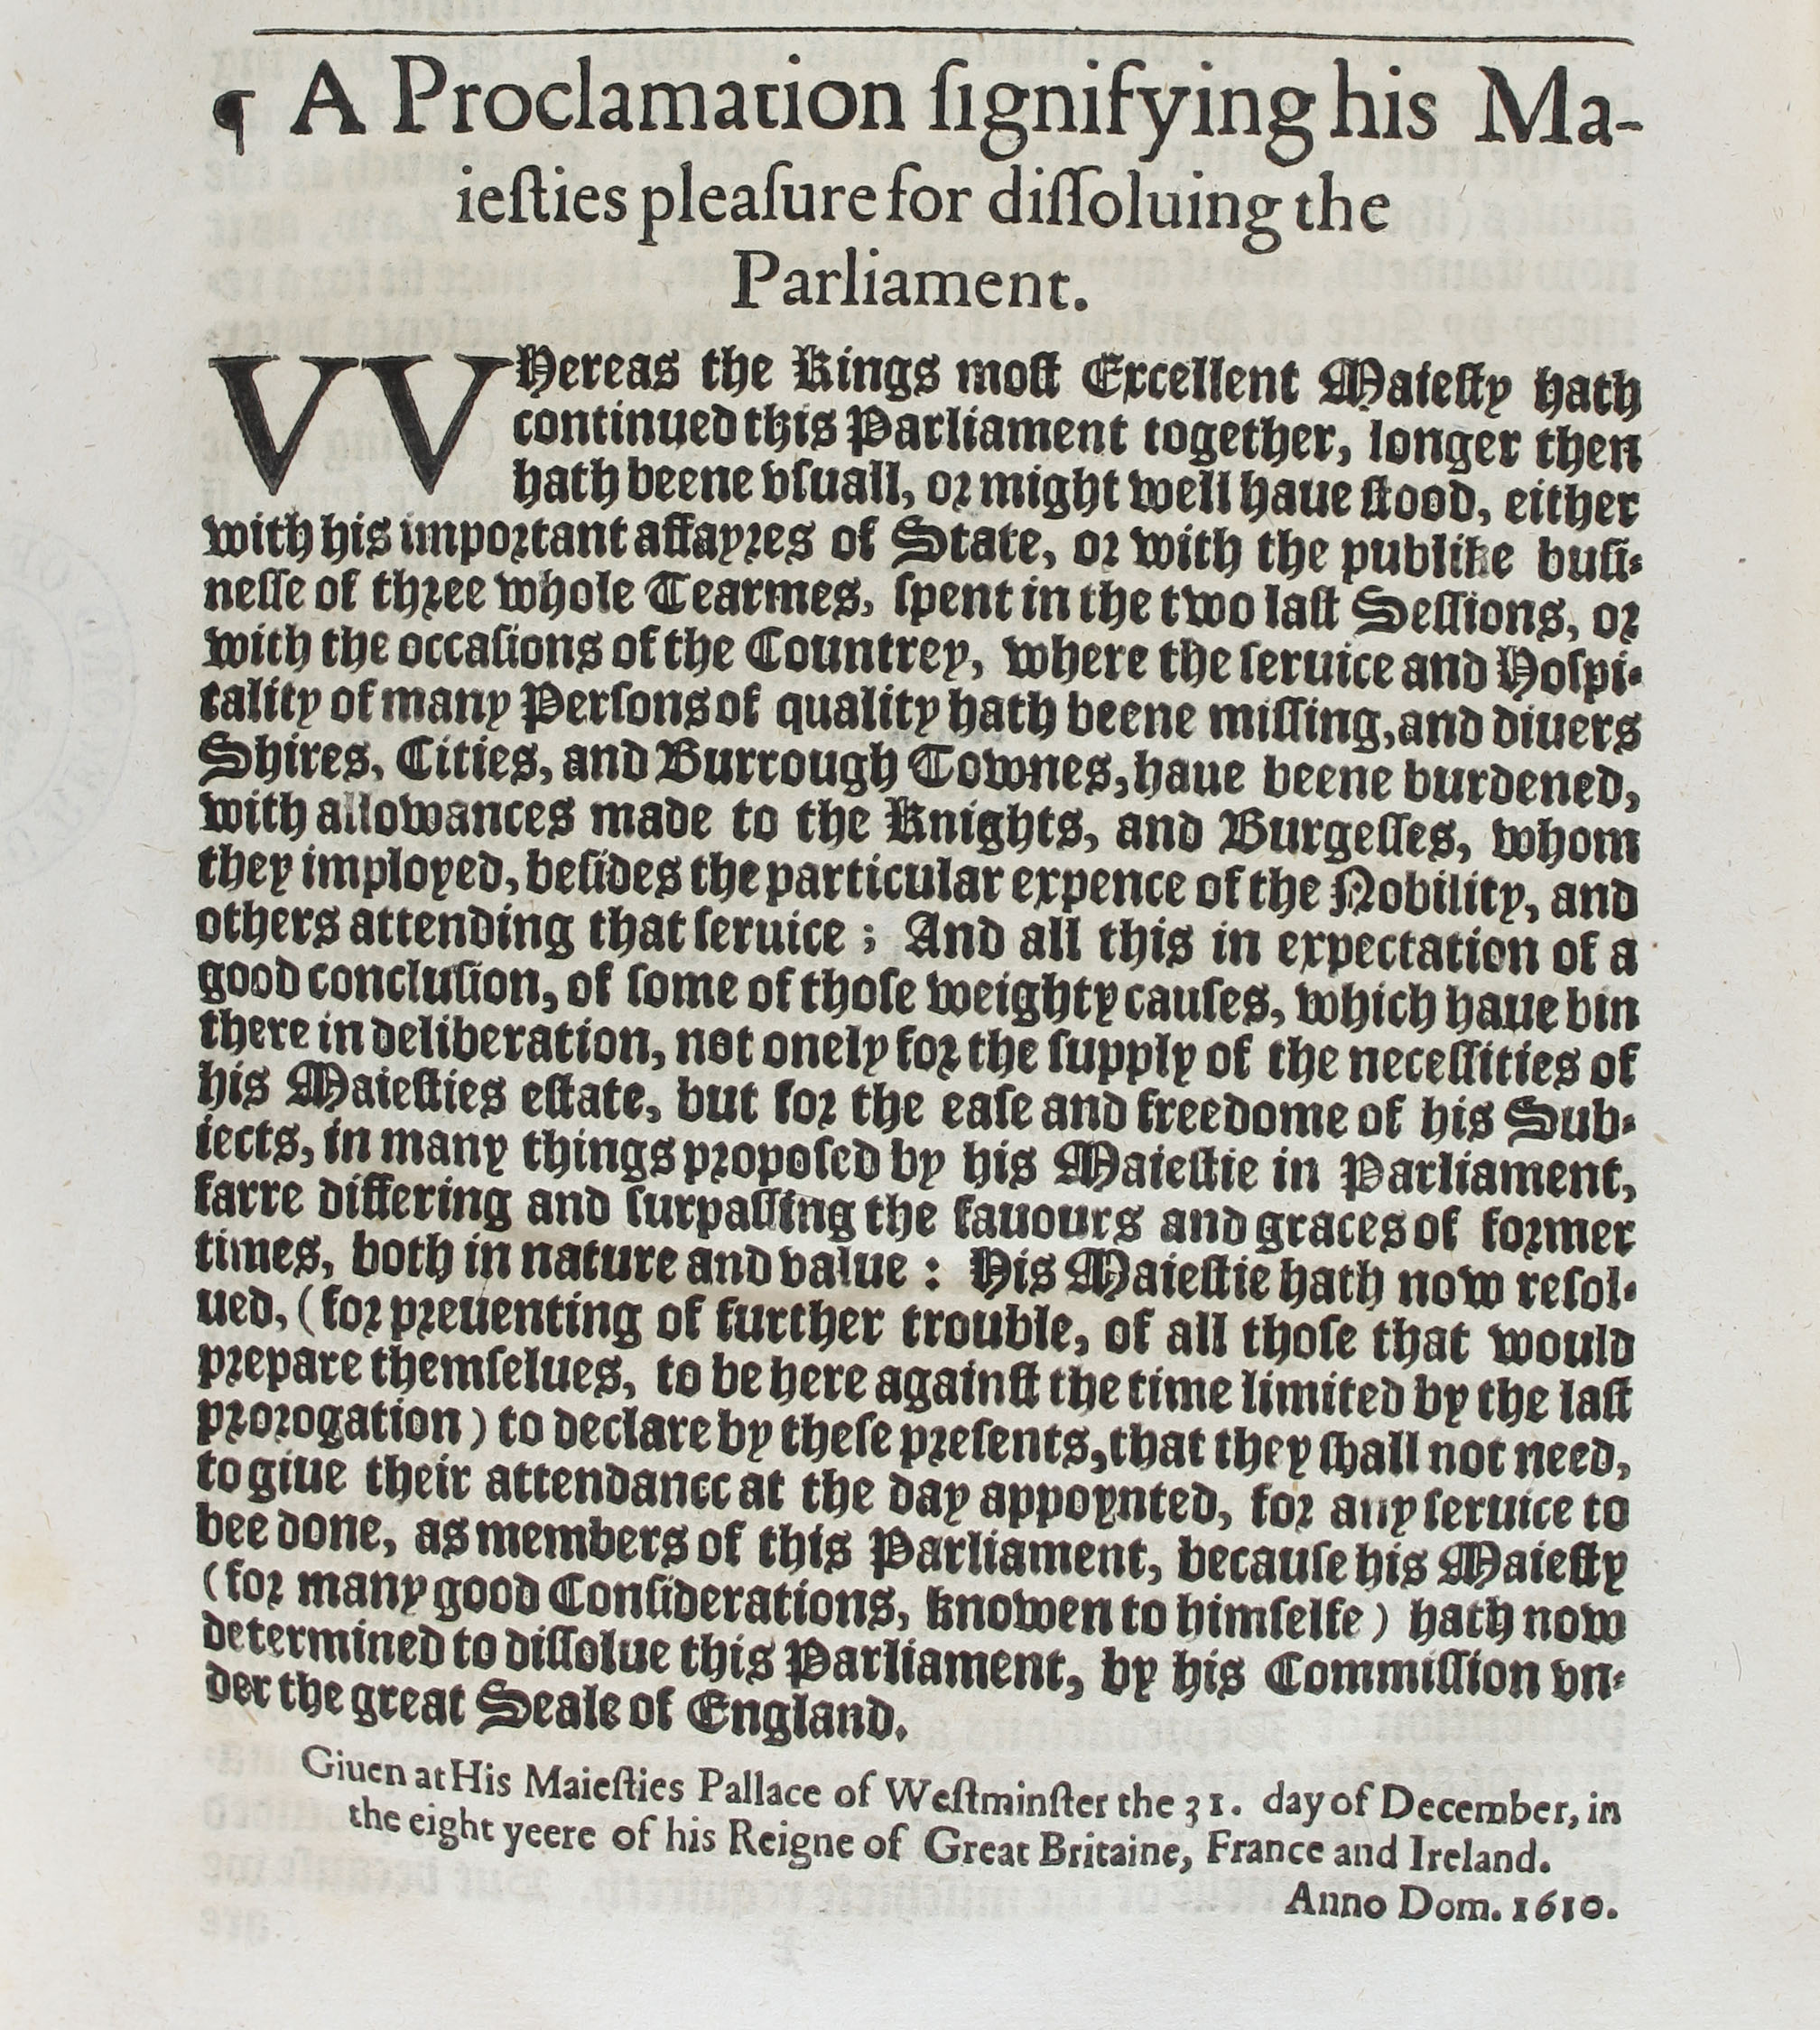 ¶ A Proclamation ſignifying his Ma-
ieſties pleaſure for diſſoluing the
Parliament.
VVHereas the Kings moſt Excellent Maieſty hath
continued this Parliament together, longer then
hath beene vſuall, or might well haue ſtood, either
with his important affayres of State, or with the publike buſi-
neſſe of three whole Tearmes, ſpent in the two laſt Seſſions, or
with the occaſions of the Countrey, where the ſeruice and Hoſpi-
tality of many Perſons of quality hath beene miſſing, and diuers
Shires, Cities, and Burrough Townes, haue beene burdened,
with allowances made to the Knights, and Burgeſſes, whom
they imployed, beſides the particular expence of the Nobility, and
others attending that ſeruice ; And all this in expectation of a
good concluſion, of ſome of thoſe weighty cauſes, which haue bin
there in deliberation, not onely for the ſupply of the neceſſities of
his Maieſties eſtate, but for the eaſe and freedome of his Sub-
iects, in many things propoſed by his Maieſtie in Parliament,
farre differing and ſurpaſſing the fauours and graces of former
times, both in nature and value : His Maieſtie hath now reſol-
ued, (for preuenting of further trouble, of all thoſe that would
prepare themſelues, to be here againſt the time limited by the laſt
prorogation) to declare by theſe preſents, that they ſhall not need,
to giue their attendancc at the day appoynted, for any ſeruice to
bee done, as members of this Parliament, becauſe his Maieſty
(for many good Conſiderations, knowen to himſelfe) hath now
determined to diſſolue this Parliament, by his Commiſſion vn-
der the great Seale of England.
Giuen at His Maieſties Pallace of Weſtminſter the 31. day of December, in
the eight yeere of his Reigne of Great Britaine, France and Ireland.
Anno Dom. 1610.